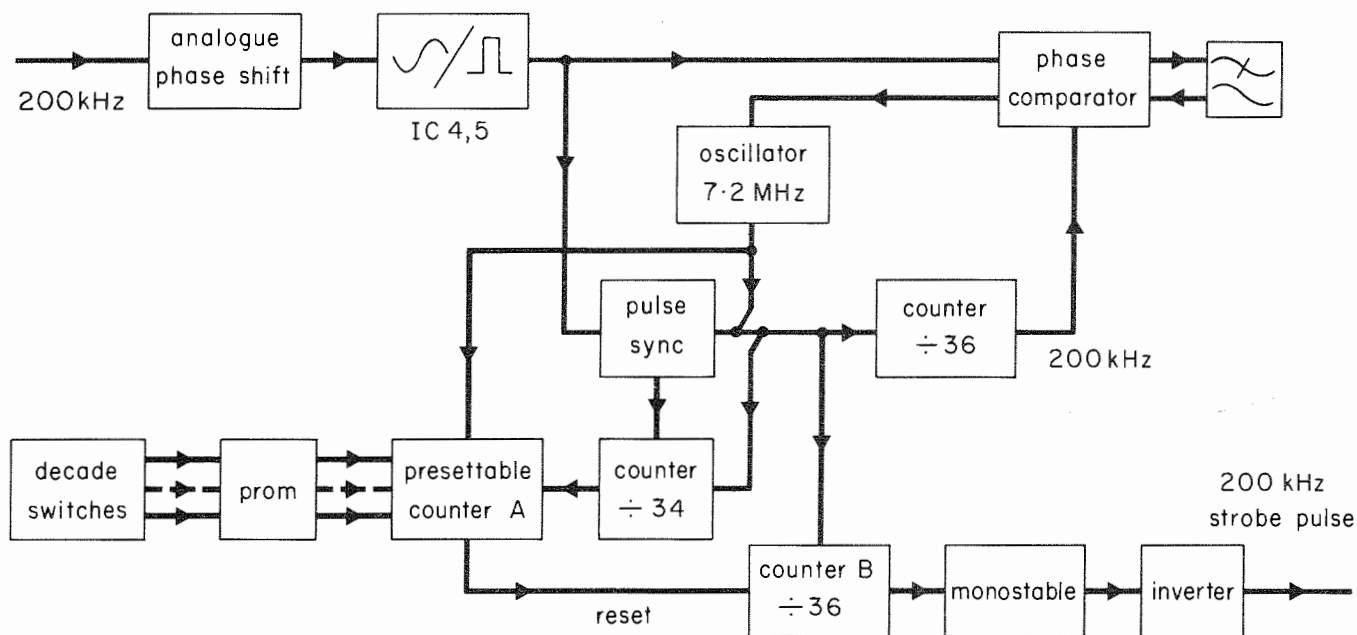 analogue
phase shift
200kHz
IC 4,5
phase
comparator
oscillator
7·2 MHz
pulse
sync
counter
÷36
200kHz
decade
switches
prom
presettable
counter A
counter
÷ 34
reset
counter B
÷36
monostable
inverter
200 kHz
strobe pulse